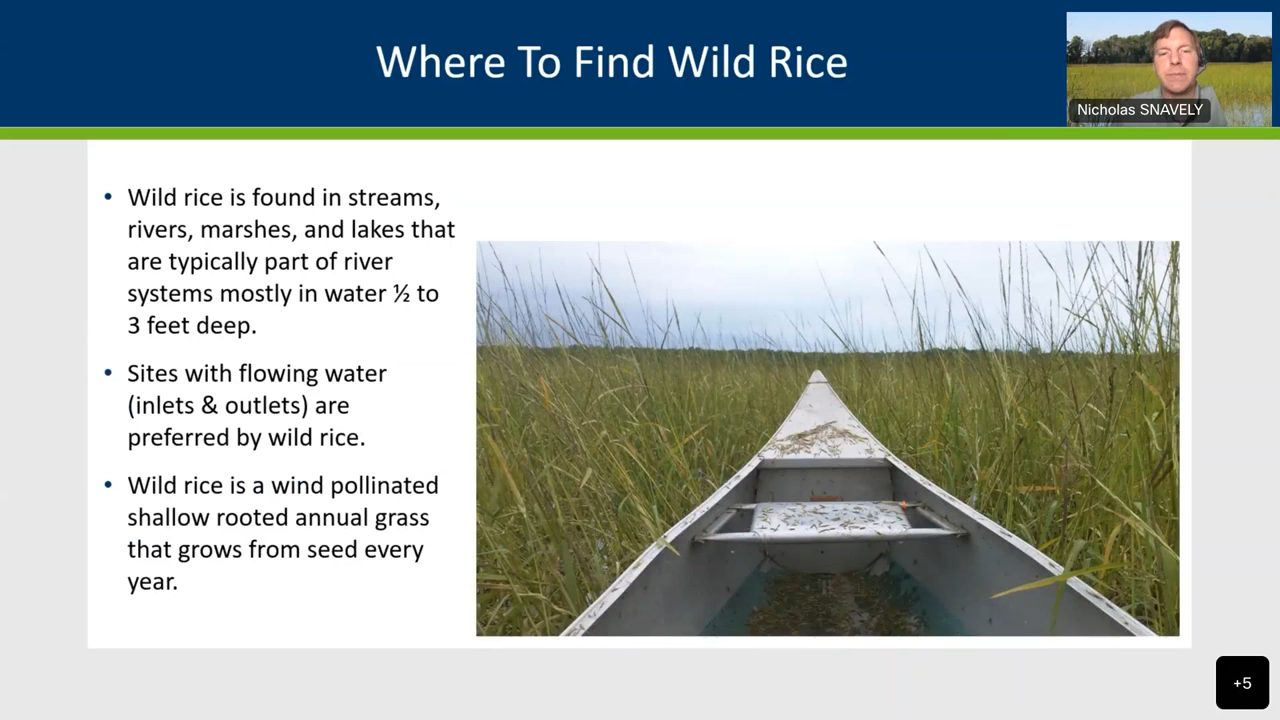 Where To Find Wild Rice
Nicholas SNAVELY
• Wild rice is found in streams,
rivers, marshes, and lakes that
are typically part of river
systems mostly in water ½ to
3 feet deep.
• Sites with flowing water
(inlets & outlets) are
preferred by wild rice.
• Wild rice is a wind pollinated
shallow rooted annual grass
that grows from seed every
year.
+5